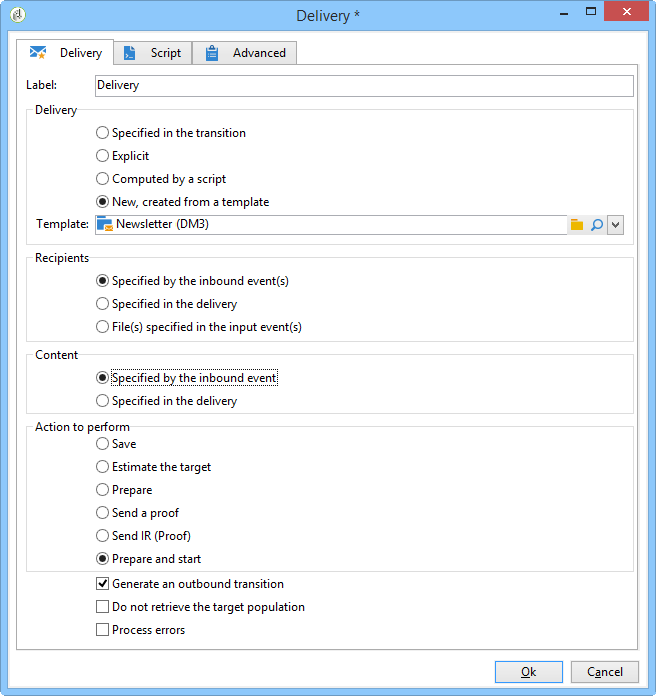 Delivery *
Delivery Script Advanced
Label: Delivery
Delivery
Specified in the transition
Explicit
Computed by a script
New, created from a template
Template: Newsletter (DM3)
Recipients
Specified by the inbound event(s)
Specified in the delivery
File(s) specified in the input event(s)
Content
Specified by the inbound event
Specified in the delivery
Action to perform
Save
Estimate the target
Prepare
Send a proof
Send IR (Proof)
Prepare and start
Generate an outbound transition
Do not retrieve the target population
Process errors
Ok Cancel